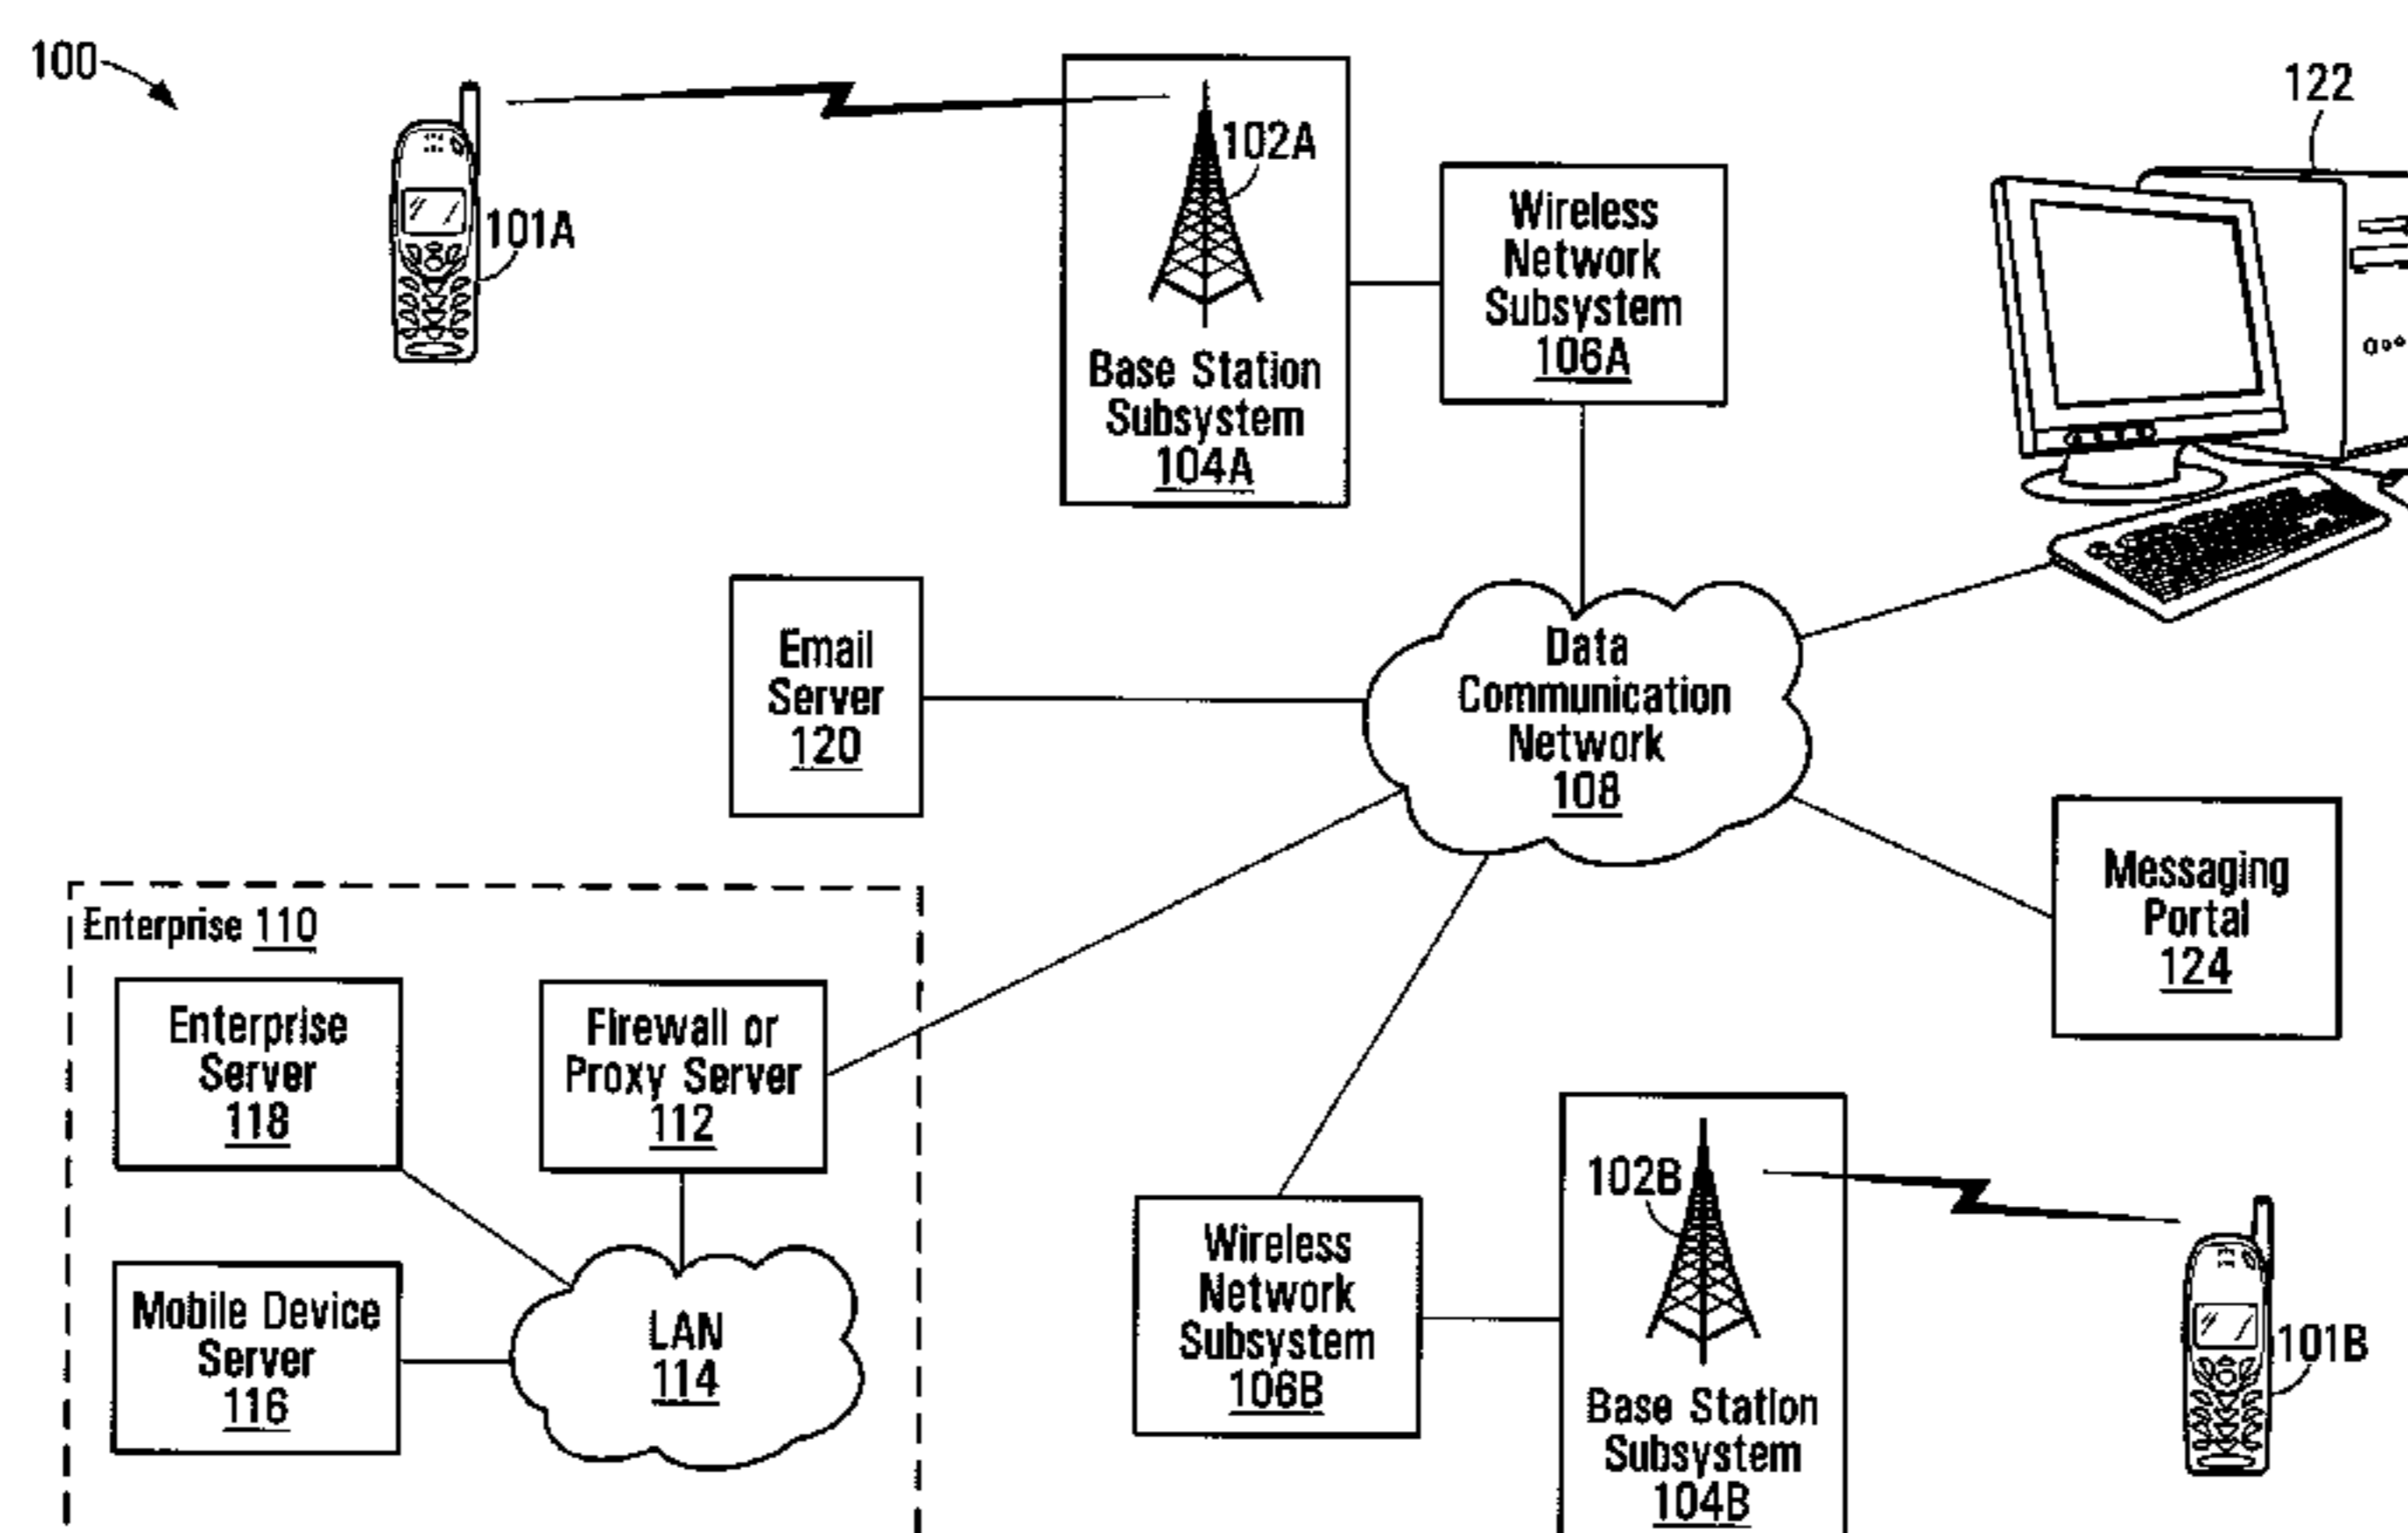 100
101A
102A
Base Station
Subsystem
104A
Wireless
Network
Subsystem
106A
122
Email
Server
120
Data
Communication
Network
108
Messaging
Portal
124
Enterprise 110
Enterprise
Server
118
Firewall or
Proxy Server
112
Mobile Device
Server
116
LAN
114
Wireless
Network
Subsystem
106B
102B
Base Station
Subsystem
104B
101B